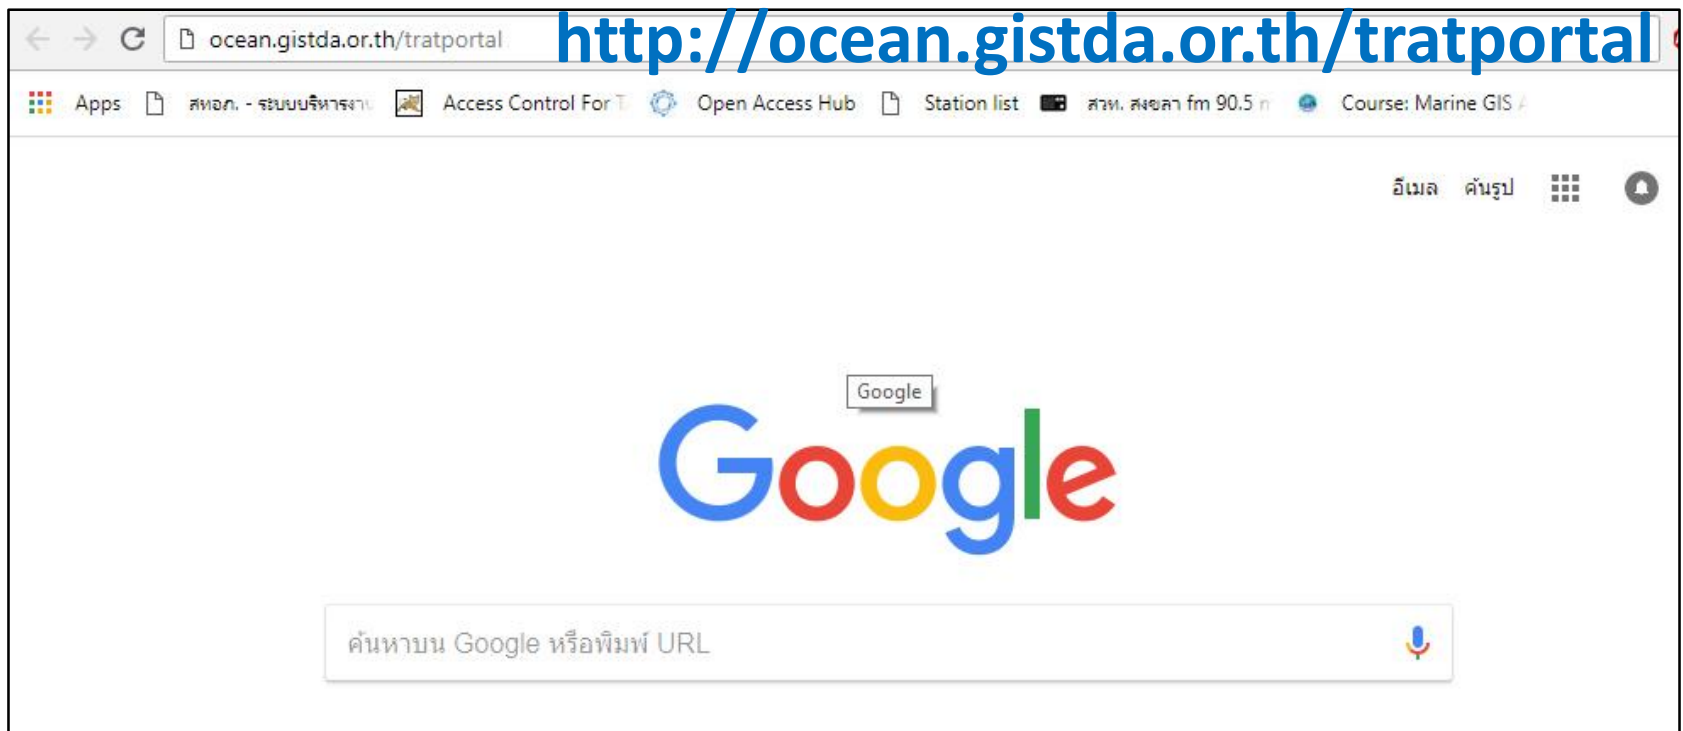 ocean.gistda.or.th/tratportal http://ocean.gistda.or.th/tratportal
Apps สทอภ. - ระบบบริหารงาน Access Control For T Open Access Hub Station list สวท. สงขลา fm 90.5 Course: Marine GIS
อีเมล ค้นรูป
Google
Google
ค้นหาบน Google หรือพิมพ์ URL